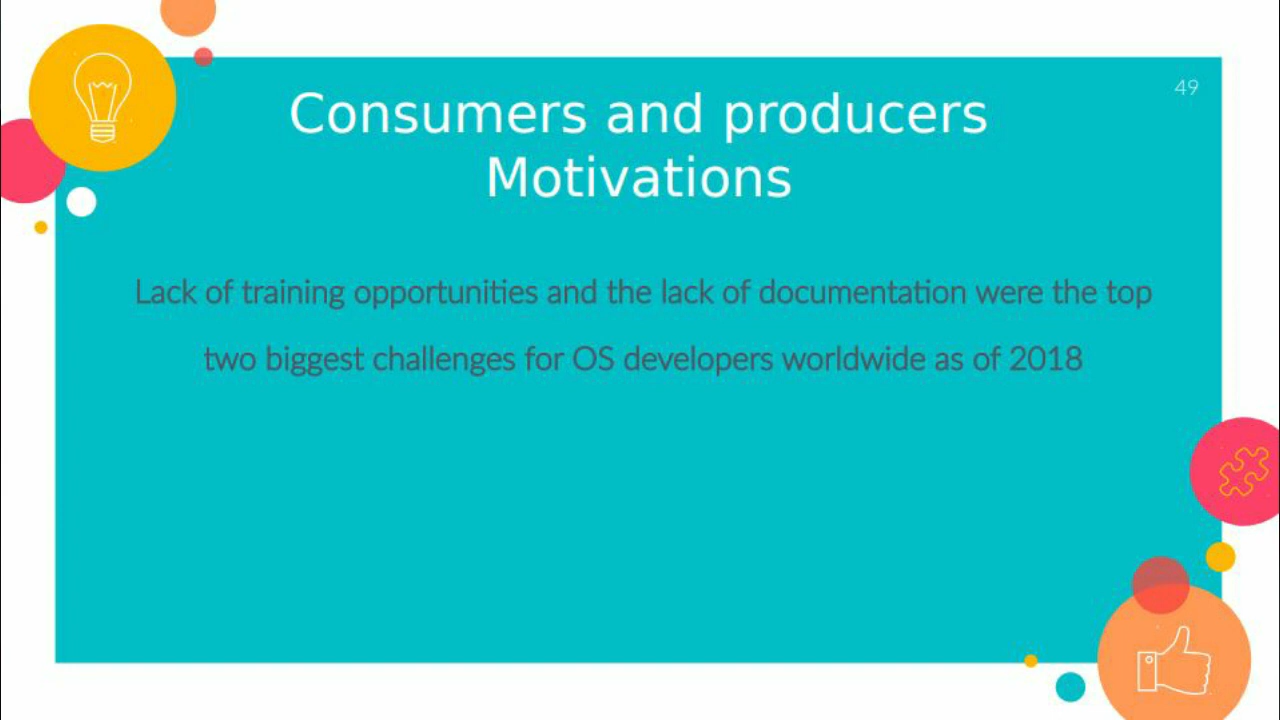 49
Consumers and producers
Motivations
Lack of training opportunities and the lack of documentation were the top
two biggest challenges for OS developers worldwide as of 2018